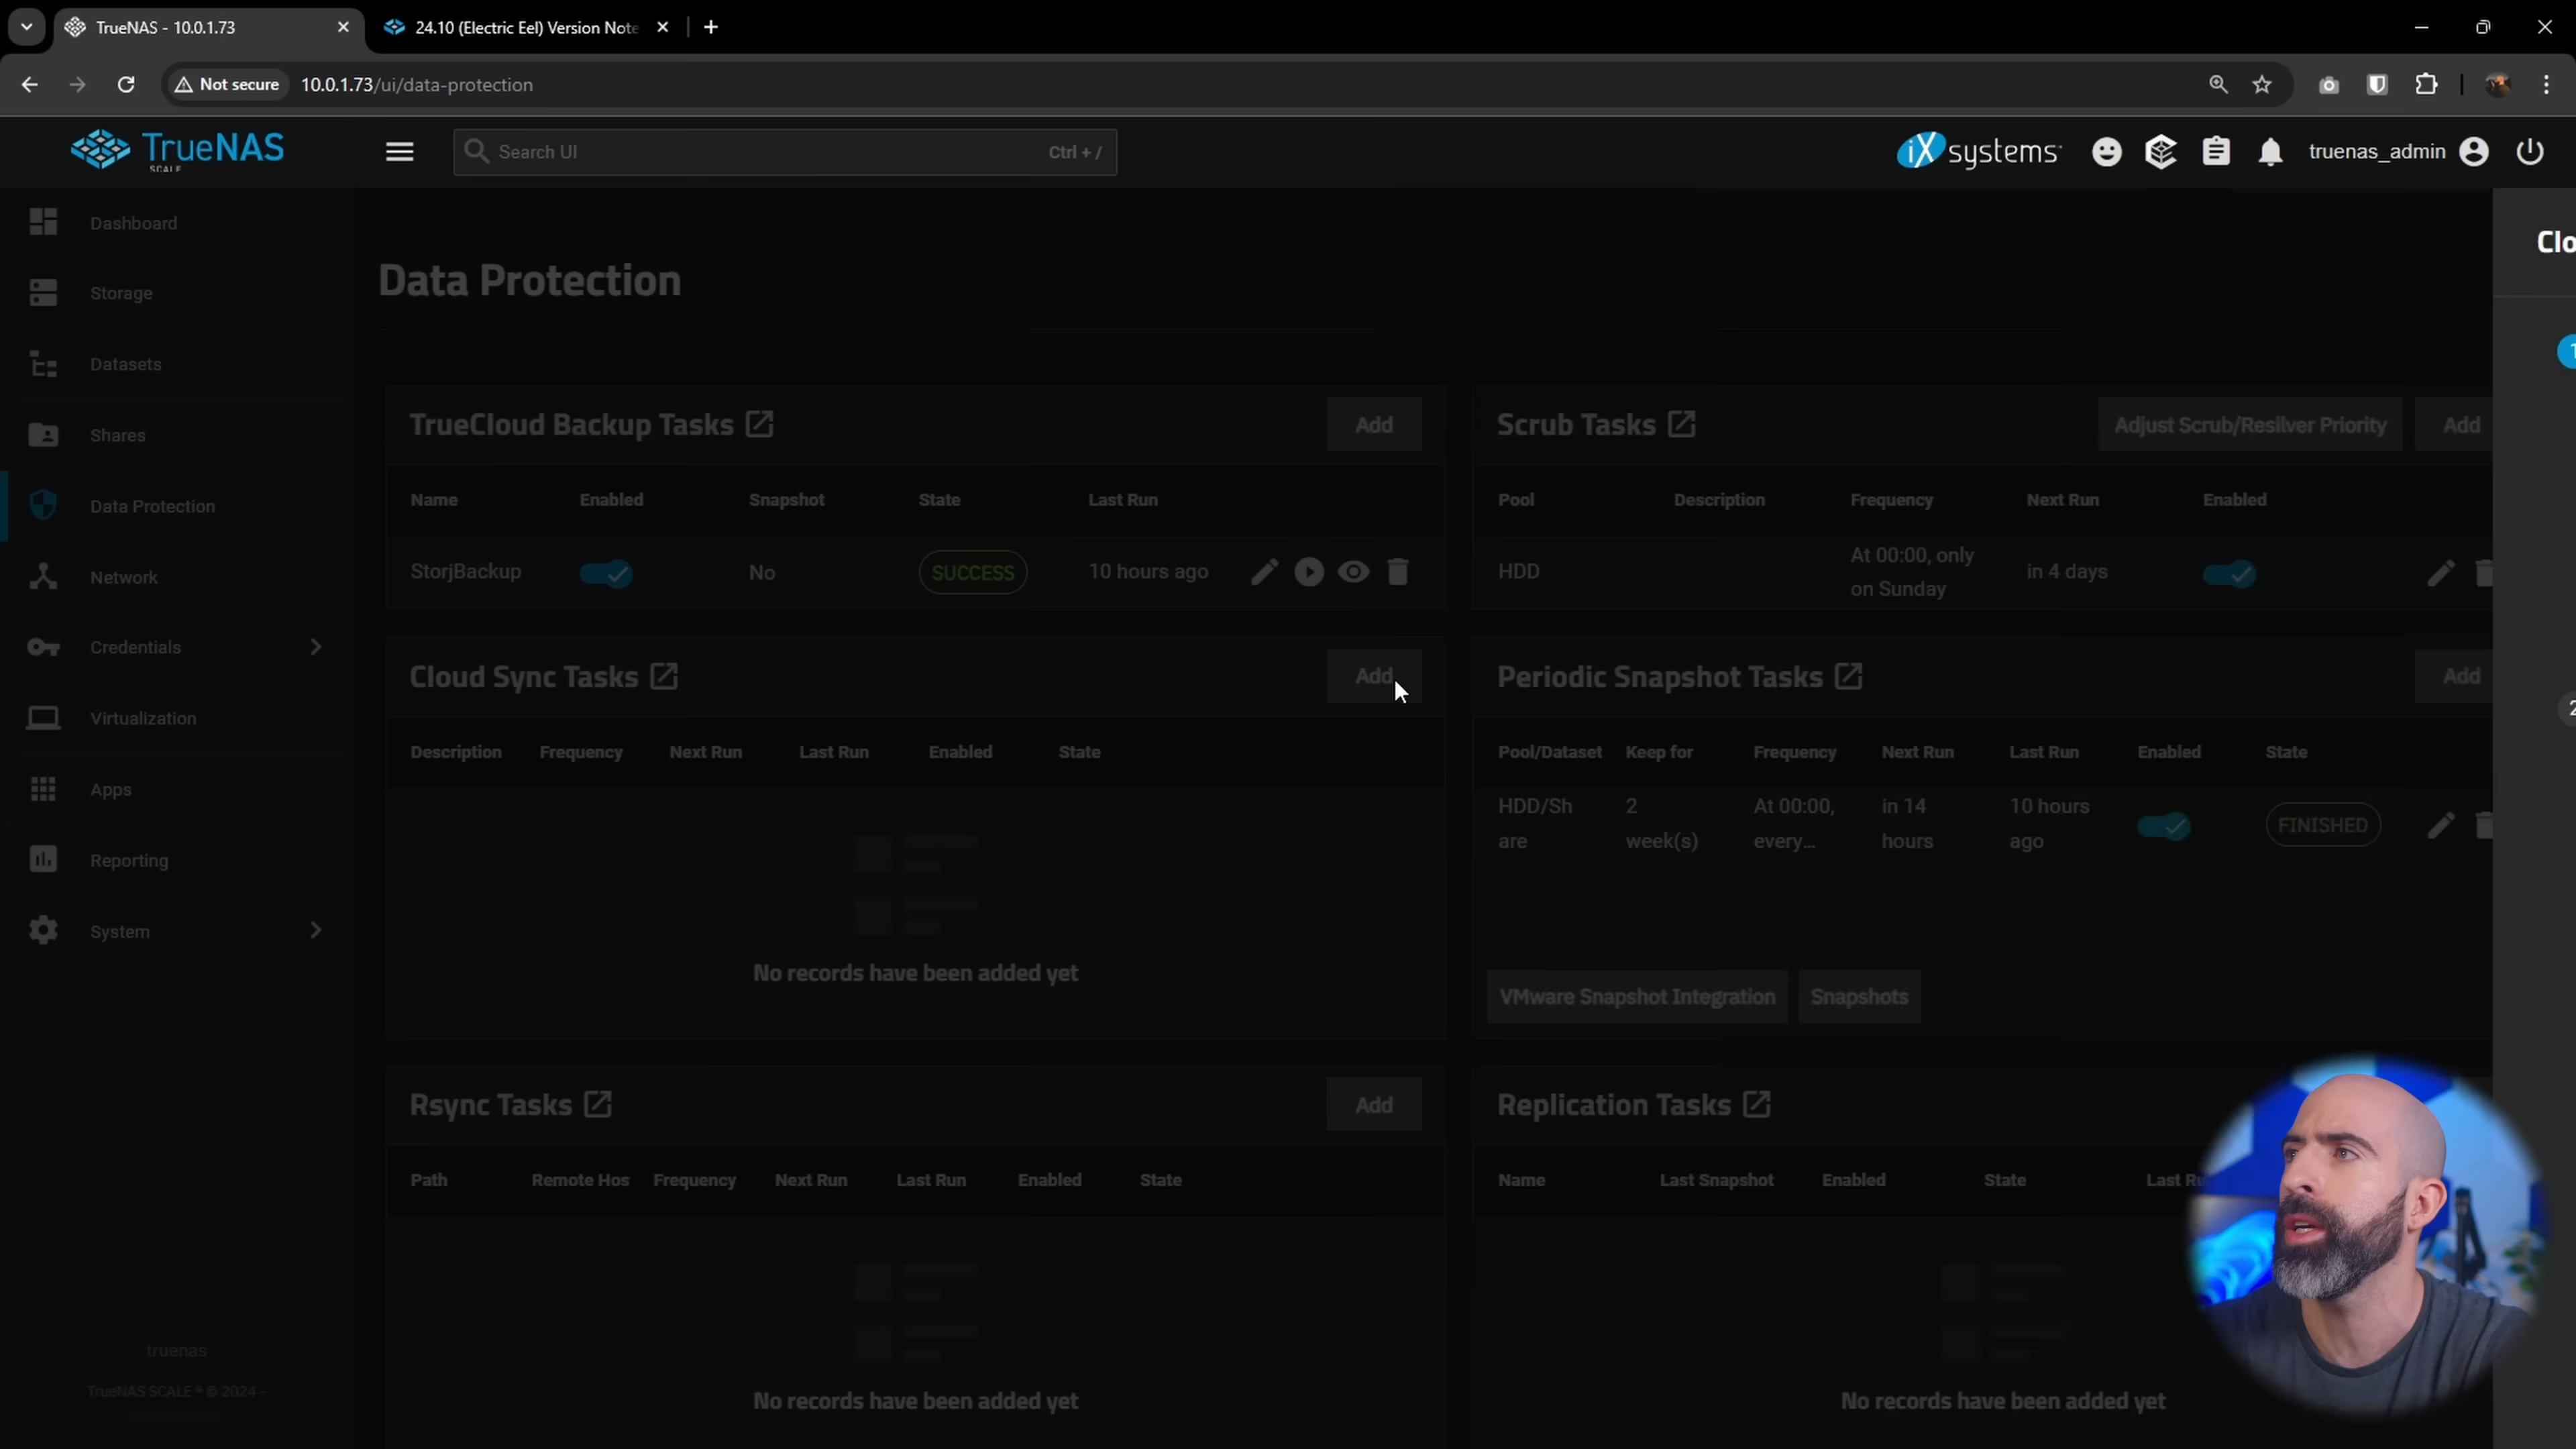 TrueNAS - 10.0.1.73
24.10 (Electric Eel) Version Note
Not secure
10.0.1.73/ui/data-protection
TrueNAS
SCALE
Search UI
Ctrl + /
iX systems
truenas_admin
Dashboard
Storage
Datasets
Shares
Data Protection
Network
Credentials
Virtualization
Apps
Reporting
System
truenas
TrueNAS SCALE ® © 2024 -
Data Protection
TrueCloud Backup Tasks
Add
Name Enabled Snapshot State Last Run
StorjBackup No SUCCESS 10 hours ago
Scrub Tasks
Adjust Scrub/Resilver Priority
Add
Pool Description Frequency Next Run Enabled
HDD At 00:00, only in 4 days
on Sunday
Cloud Sync Tasks
Add
Description Frequency Next Run Last Run Enabled State
No records have been added yet
Periodic Snapshot Tasks
Add
Pool/Dataset Keep for Frequency Next Run Last Run Enabled State
HDD/Sh 2 At 00:00, in 14 10 hours FINISHED
are week(s) every... hours ago
VMware Snapshot Integration
Snapshots
Rsync Tasks
Add
Path Remote Hos Frequency Next Run Last Run Enabled State
No records have been added yet
Replication Tasks
Name Last Snapshot Enabled State Last Ru
No records have been added yet
Clo
1
2